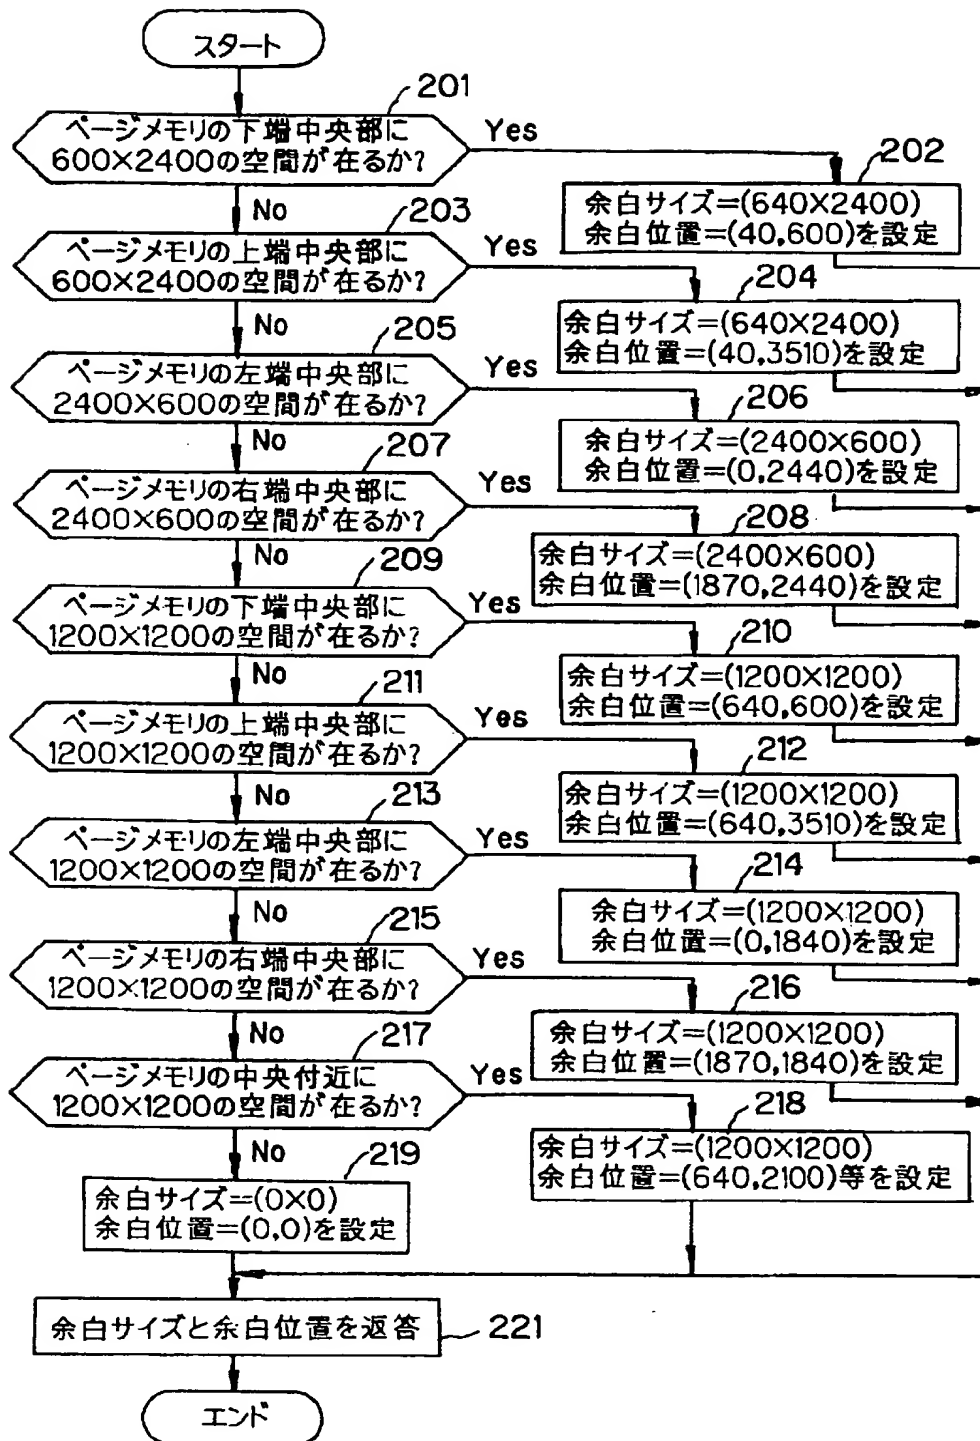 スタート
201
ページメモリの下端中央部に
600×2400の空間が在るか?
Yes
202
余白サイズ=(640×2400)
余白位置=(40,600)を設定
No
203
ページメモリの上端中央部に
600×2400の空間が在るか?
Yes
204
余白サイズ=(640×2400)
余白位置=(40,3510)を設定
No
205
ページメモリの左端中央部に
2400×600の空間が在るか?
Yes
206
余白サイズ=(2400×600)
余白位置=(0,2440)を設定
No
207
ページメモリの右端中央部に
2400×600の空間が在るか?
Yes
208
余白サイズ=(2400×600)
余白位置=(1870,2440)を設定
No
209
ページメモリの下端中央部に
1200×1200の空間が在るか?
Yes
210
余白サイズ=(1200×1200)
余白位置=(640,600)を設定
No
211
ページメモリの上端中央部に
1200×1200の空間が在るか?
Yes
212
余白サイズ=(1200×1200)
余白位置=(640,3510)を設定
No
213
ページメモリの左端中央部に
1200×1200の空間が在るか?
Yes
214
余白サイズ=(1200×1200)
余白位置=(0,1840)を設定
No
215
ページメモリの右端中央部に
1200×1200の空間が在るか?
Yes
216
余白サイズ=(1200×1200)
余白位置=(1870,1840)を設定
No
217
ページメモリの中央付近に
1200×1200の空間が在るか?
Yes
218
余白サイズ=(1200×1200)
余白位置=(640,2100)等を設定
No
219
余白サイズ=(0×0)
余白位置=(0,0)を設定
余白サイズと余白位置を返答
221
エンド